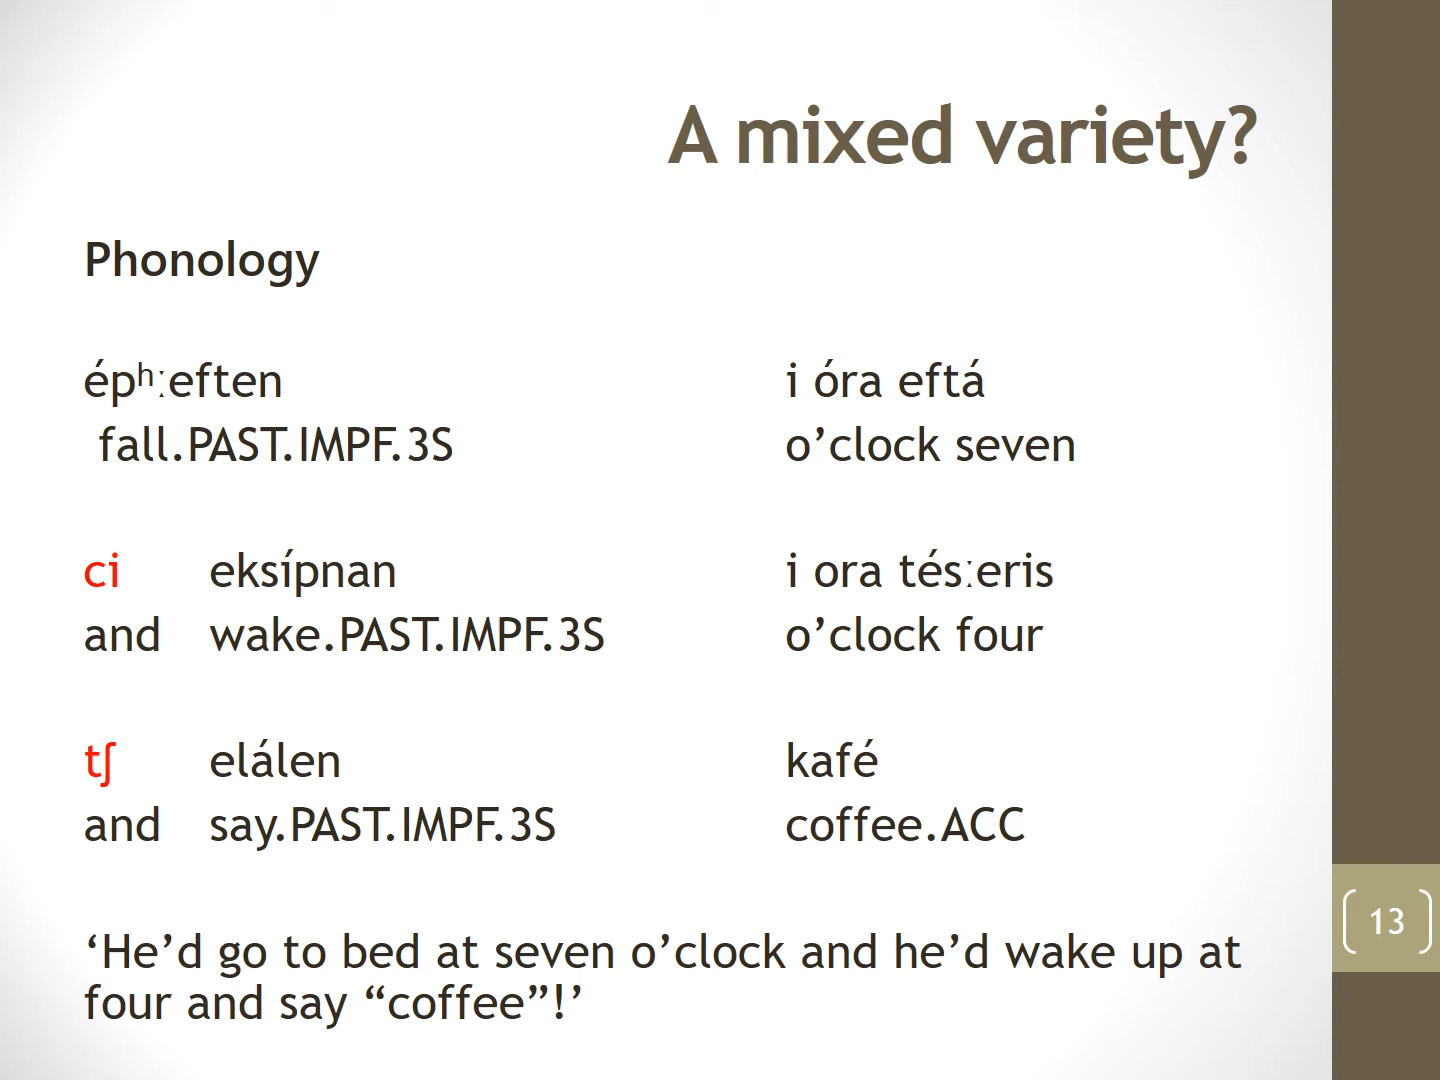 A mixed variety?
Phonology
épʰːeften i óra eftá
fall.PAST.IMPF.3S o’clock seven
ci eksípnan i ora tésːeris
and wake.PAST.IMPF.3S o’clock four
tʃ elálen kafé
and say.PAST.IMPF.3S coffee.ACC
‘He’d go to bed at seven o’clock and he’d wake up at
four and say “coffee”!’
13